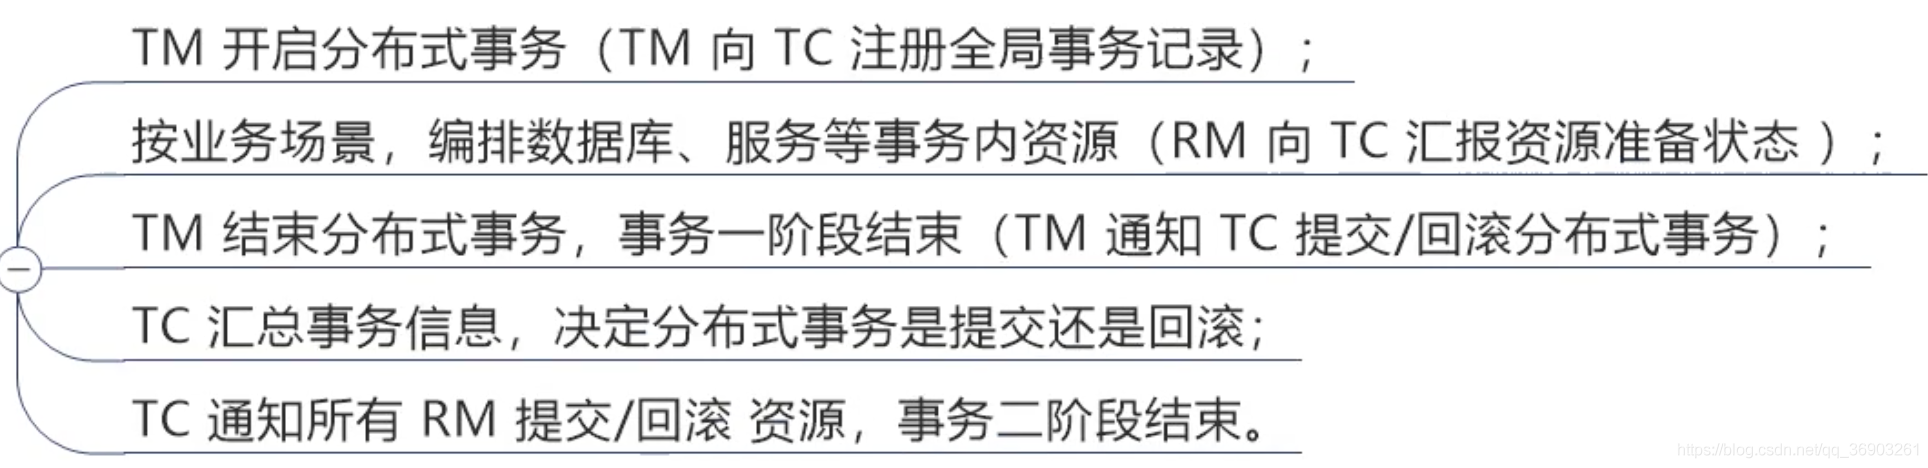 TM 开启分布式事务（TM 向 TC 注册全局事务记录）；
按业务场景，编排数据库、服务等事务内资源（RM 向 TC 汇报资源准备状态 ）；
TM 结束分布式事务，事务一阶段结束（TM 通知 TC 提交/回滚分布式事务）；
TC 汇总事务信息，决定分布式事务是提交还是回滚；
TC 通知所有 RM 提交/回滚 资源，事务二阶段结束。
https://blog.csdn.net/qq_36903261